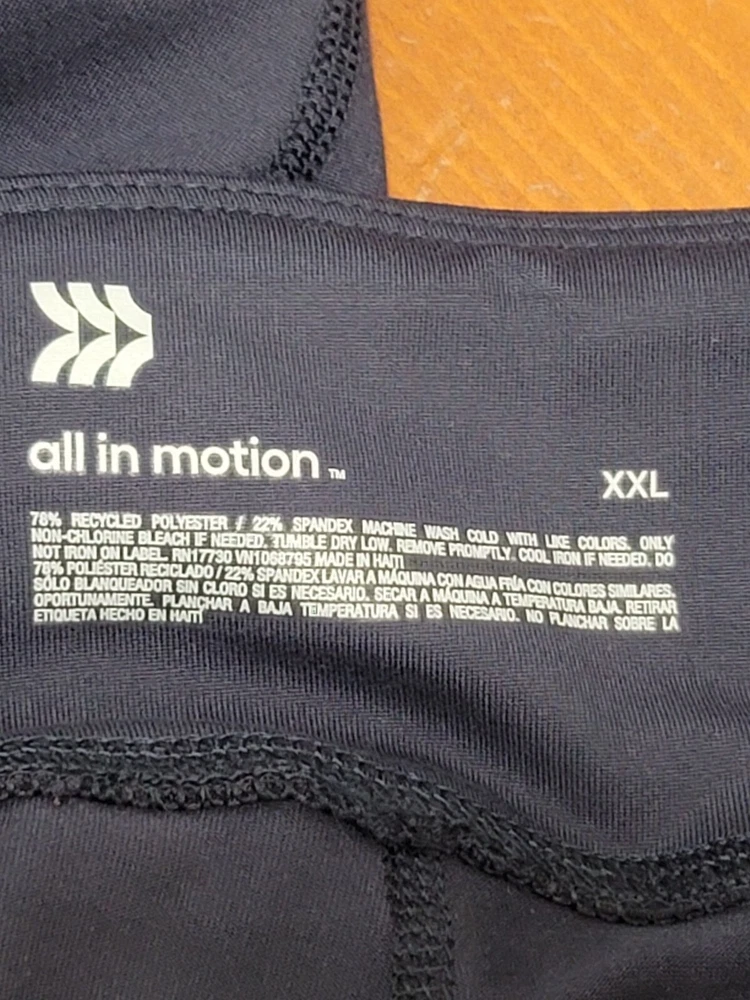 all in motion ™
XXL
78% RECYCLED POLYESTER / 22% SPANDEX MACHINE WASH COLD WITH LIKE COLORS. ONLY
NON-CHLORINE BLEACH IF NEEDED. TUMBLE DRY LOW. REMOVE PROMPTLY. COOL IRON IF NEEDED. DO
NOT IRON ON LABEL. RN17730 VN1068795 MADE IN HAITI
78% POLIÉSTER RECICLADO / 22% SPANDEX LAVAR A MÁQUINA CON AGUA FRÍA CON COLORES SIMILARES.
SÓLO BLANQUEADOR SIN CLORO SI ES NECESARIO. SECAR A MÁQUINA A TEMPERATURA BAJA. RETIRAR
OPORTUNAMENTE. PLANCHAR A BAJA TEMPERATURA SI ES NECESARIO. NO PLANCHAR SOBRE LA
ETIQUETA HECHO EN HAITÍ